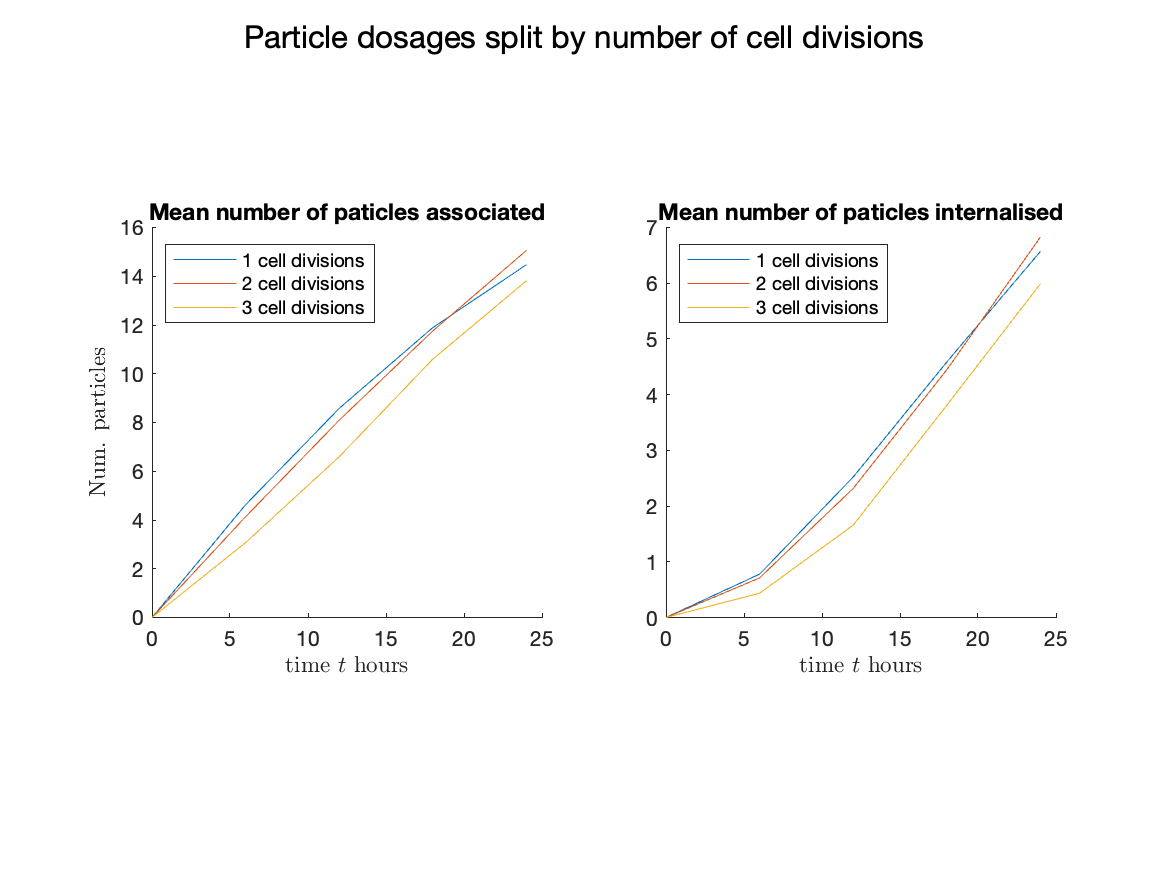 Particle dosages split by number of cell divisions
Mean number of paticles associated
16
14
12
10
8
6
4
2
0
Num. particles
1 cell divisions
2 cell divisions
3 cell divisions
0 5 10 15 20 25
time t hours
Mean number of paticles internalised
7
6
5
4
3
2
1
0
1 cell divisions
2 cell divisions
3 cell divisions
0 5 10 15 20 25
time t hours